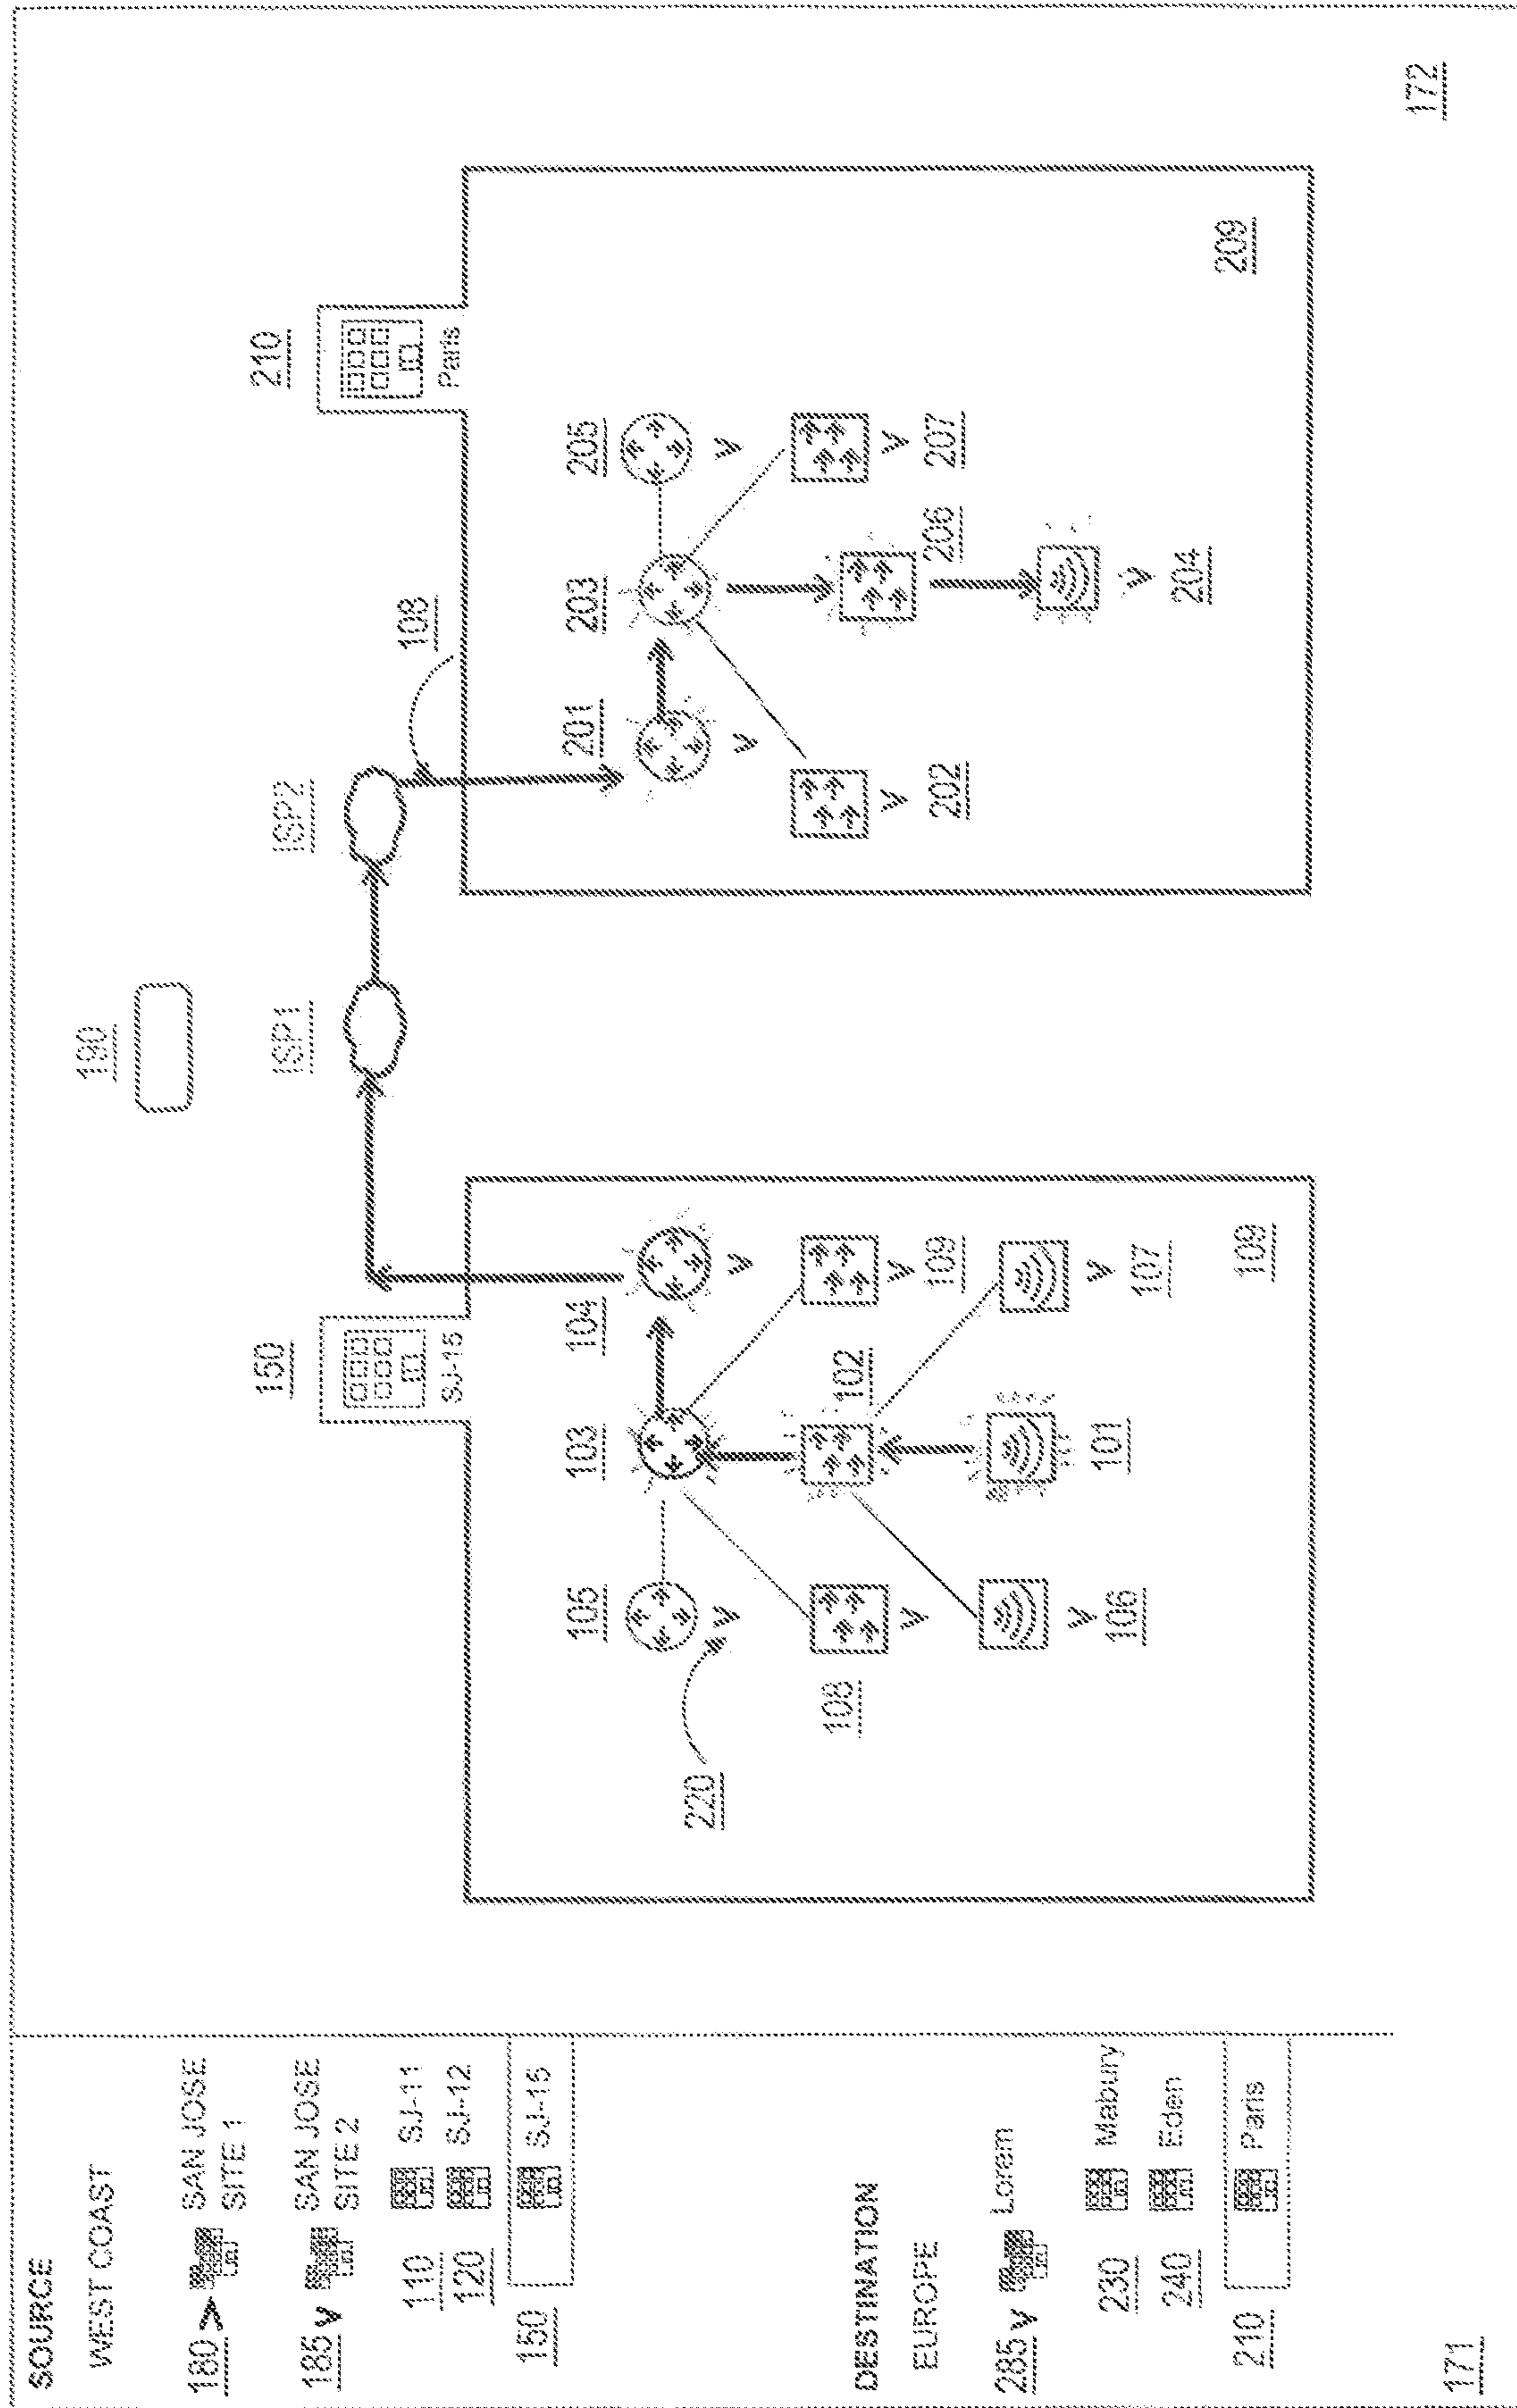 SOURCE
WEST COAST
180 SAN JOSE
SITE 1
185 SAN JOSE
SITE 2
110 SJ-11
120 SJ-12
150 SJ-15
DESTINATION
EUROPE
285 Lorem
230 Mabury
240 Eden
210 Paris
171
190
150
SJ-15
ISP1
ISP2
108
210
Paris
105
103
104
220
108
102
109
106
101
107
109
201
203
205
202
206
207
204
209
172